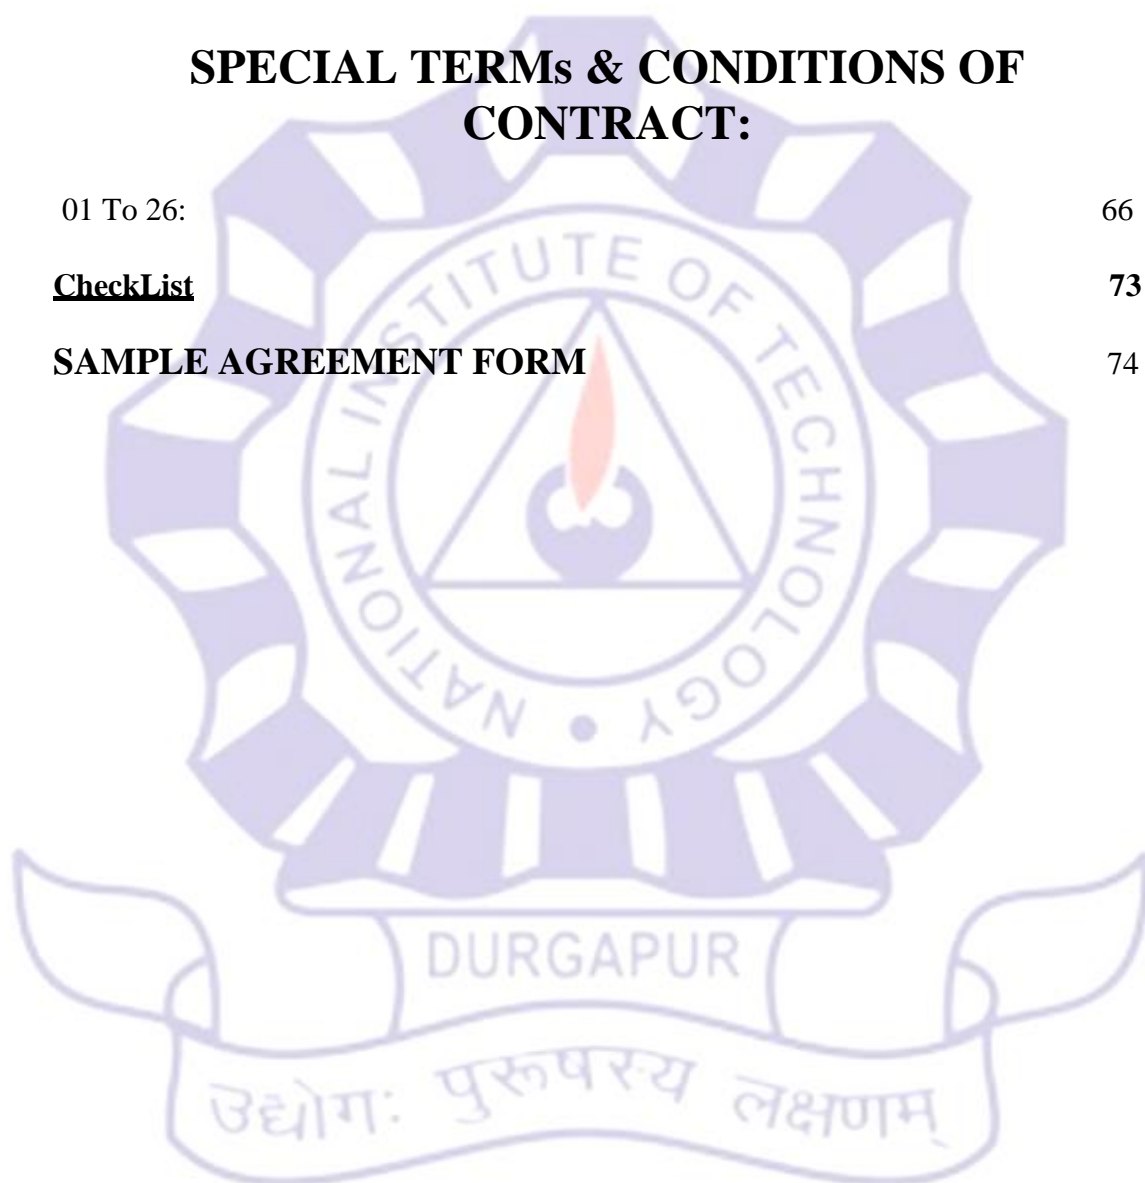 SPECIAL TERMs & CONDITIONS OF
CONTRACT:
01 To 26: 66
CheckList 73
SAMPLE AGREEMENT FORM 74
NATIONAL INSTITUTE OF TECHNOLOGY
DURGAPUR
उद्योग: पुरूषस्य लक्षणम्